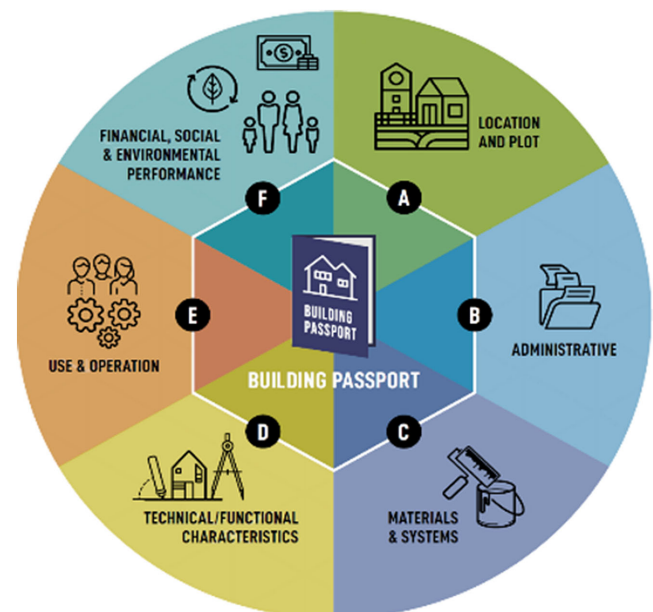 FINANCIAL, SOCIAL
& ENVIRONMENTAL
PERFORMANCE
$
LOCATION
AND PLOT
F
A
E
B
USE & OPERATION
BUILDING
PASSPORT
ADMINISTRATIVE
BUILDING PASSPORT
D
C
TECHNICAL/FUNCTIONAL
CHARACTERISTICS
MATERIALS
& SYSTEMS